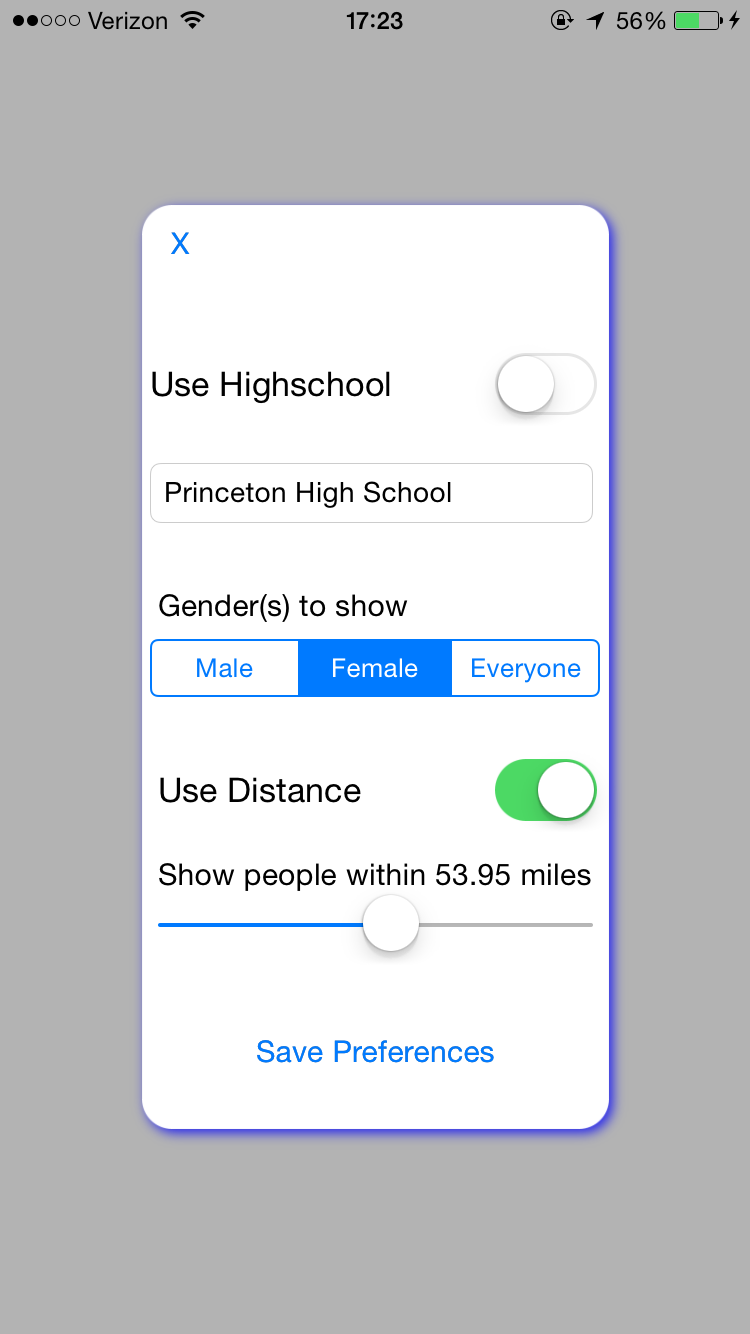 Verizon 17:23 56%
X
Use Highschool
Princeton High School
Gender(s) to show
Male Female Everyone
Use Distance
Show people within 53.95 miles
Save Preferences